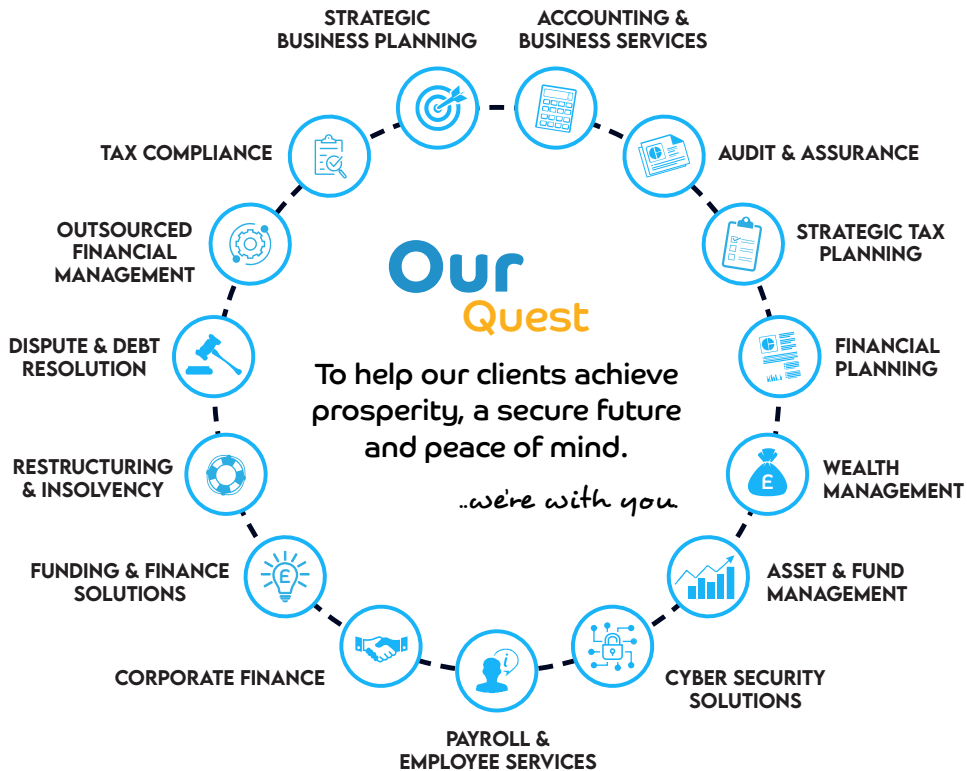 STRATEGIC
BUSINESS PLANNING
ACCOUNTING &
BUSINESS SERVICES
TAX COMPLIANCE
AUDIT & ASSURANCE
OUTSOURCED
FINANCIAL
MANAGEMENT
STRATEGIC TAX
PLANNING
Our
Quest
DISPUTE & DEBT
RESOLUTION
FINANCIAL
PLANNING
To help our clients achieve
prosperity, a secure future
and peace of mind.
..we're with you.
RESTRUCTURING
& INSOLVENCY
£
WEALTH
MANAGEMENT
FUNDING & FINANCE
SOLUTIONS
£
ASSET & FUND
MANAGEMENT
CORPORATE FINANCE
i
CYBER SECURITY
SOLUTIONS
PAYROLL &
EMPLOYEE SERVICES